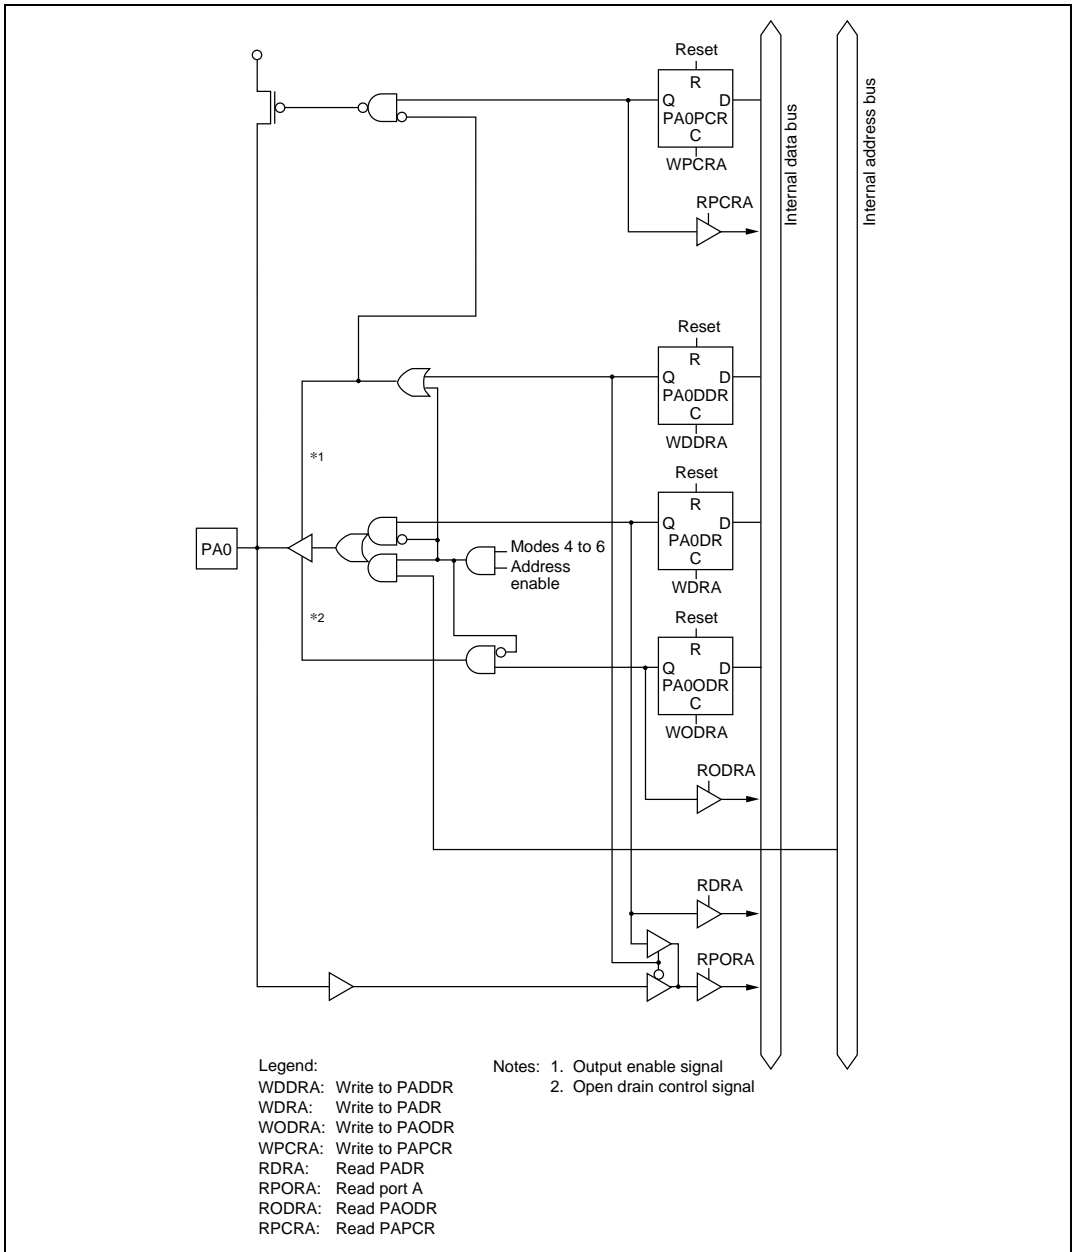 Reset
R
Q D
PA0PCR
C
WPCRA
RPCRA
Internal data bus
Internal address bus
Reset
R
Q D
PA0DDR
C
WDDRA
*1
Reset
R
Q D
PA0DR
C
WDRA
PA0
Modes 4 to 6
Address
enable
*2
Reset
R
Q D
PA0ODR
C
WODRA
RODRA
RDRA
RPORA
Legend:
WDDRA: Write to PADDR
WDRA: Write to PADR
WODRA: Write to PAODR
WPCRA: Write to PAPCR
RDRA: Read PADR
RPORA: Read port A
RODRA: Read PAODR
RPCRA: Read PAPCR
Notes: 1. Output enable signal
2. Open drain control signal